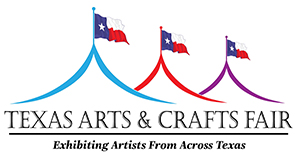 TEXAS ARTS & CRAFTS FAIR
Exhibiting Artists From Across Texas